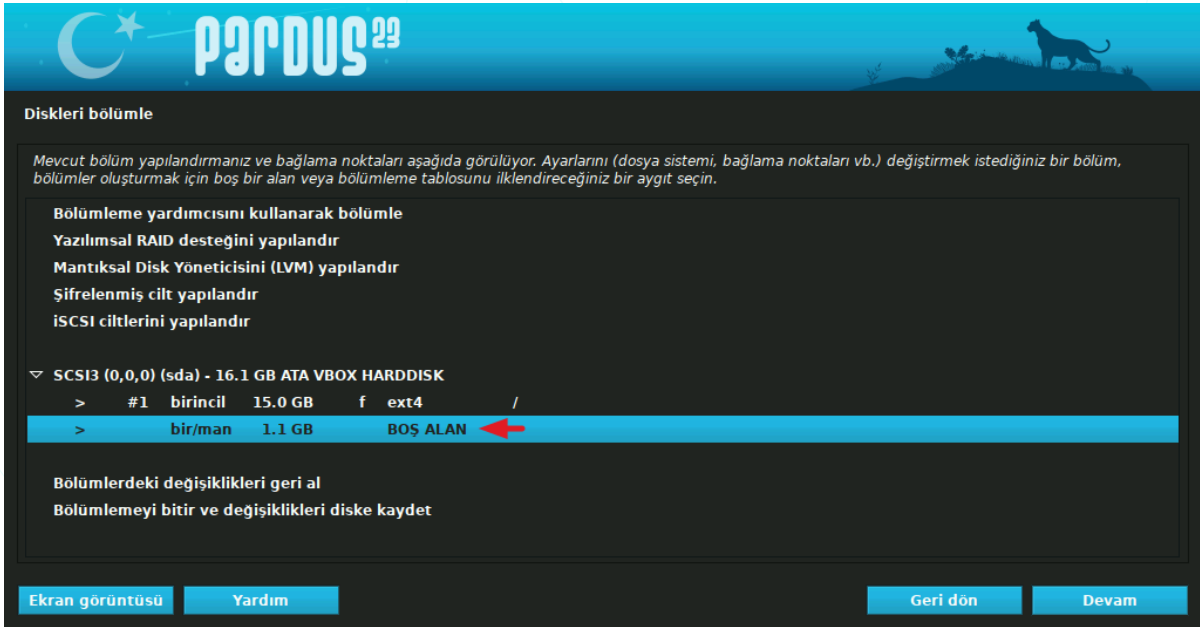 pardus 23
Diskleri bölümle
Mevcut bölüm yapılandırmanız ve bağlama noktaları aşağıda görülüyor. Ayarlarını (dosya sistemi, bağlama noktaları vb.) değiştirmek istediğiniz bir bölüm,
bölümler oluşturmak için boş bir alan veya bölümleme tablosunu ilklendireceğiniz bir aygıt seçin.
Bölümleme yardımcısını kullanarak bölümle
Yazılımsal RAID desteğini yapılandır
Mantıksal Disk Yöneticisini (LVM) yapılandır
Şifrelenmiş cilt yapılandır
iSCSI ciltlerini yapılandır
SCSI3 (0,0,0) (sda) - 16.1 GB ATA VBOX HARDDISK
> #1 birincil 15.0 GB f ext4 /
> bir/man 1.1 GB BOŞ ALAN
Bölümlerdeki değişiklikleri geri al
Bölümlemeyi bitir ve değişiklikleri diske kaydet
Ekran görüntüsü Yardım Geri dön Devam